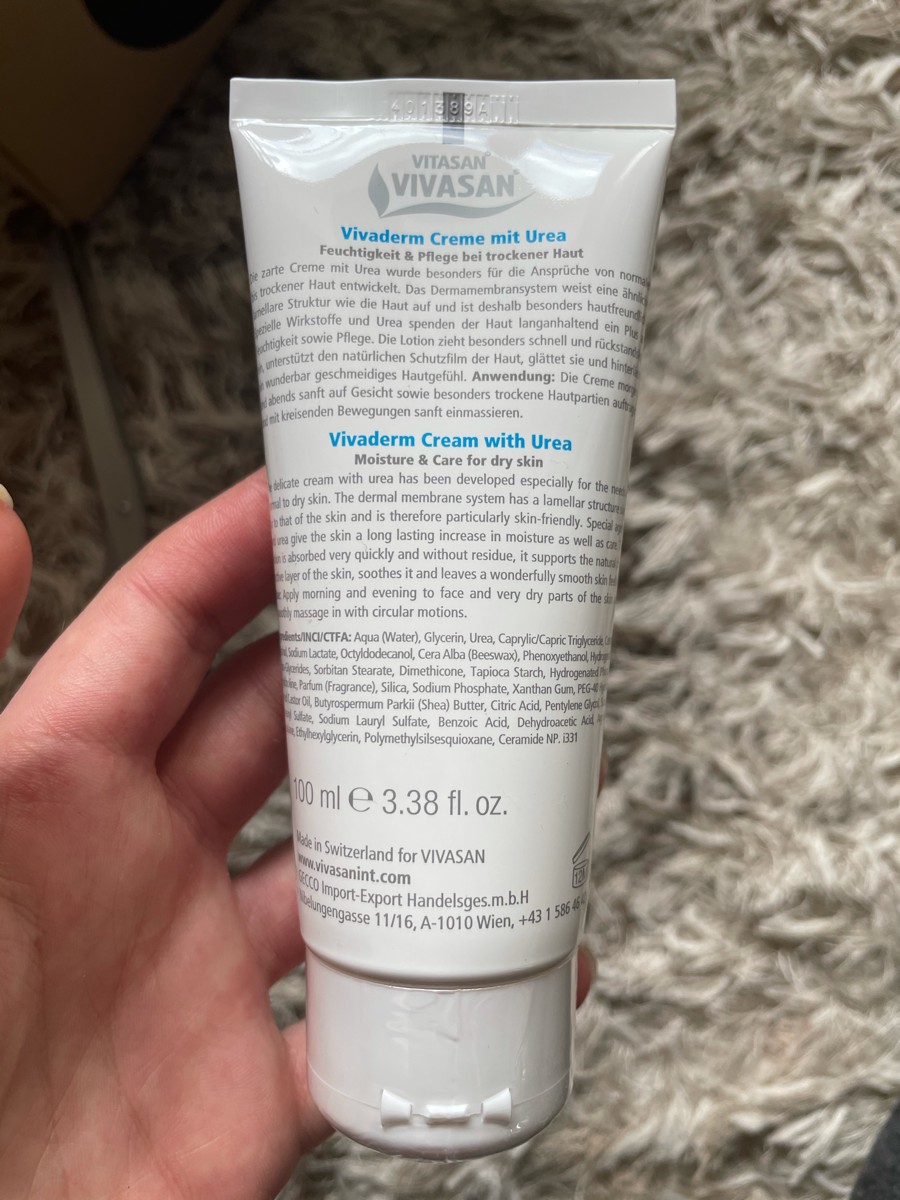 401389A
VITASAN®
VIVASAN®
Vivaderm Creme mit Urea
Feuchtigkeit & Pflege bei trockener Haut
zarte Creme mit Urea wurde besonders für die Ansprüche von
trockener Haut entwickelt. Das Dermamembransystem weist eine
Struktur wie die Haut auf und ist deshalb besonders
Wirkstoffe und Urea spenden der Haut langanhaltend ein Plus
sowie Pflege. Die Lotion zieht besonders schnell und
unterstützt den natürlichen Schutzfilm der Haut, glättet sie und
wunderbar geschmeidiges Hautgefühl. Anwendung: Die Creme
abends sanft auf Gesicht sowie besonders trockene Hautpartien
mit kreisenden Bewegungen sanft einmassieren.
Vivaderm Cream with Urea
Moisture & Care for dry skin
delicate cream with urea has been developed especially for the
to dry skin. The dermal membrane system has a lamellar structure
to that of the skin and is therefore particularly skin-friendly. Special
urea give the skin a long lasting increase in moisture as well as care.
is absorbed very quickly and without residue, it supports the
layer of the skin, soothes it and leaves a wonderfully smooth skin
Apply morning and evening to face and very dry parts of the
massage in with circular motions.
Aqua (Water), Glycerin, Urea, Caprylic/Capric Triglyceride,
Sodium Lactate, Octyldodecanol, Cera Alba (Beeswax), Phenoxyethanol,
Sorbitan Stearate, Dimethicone, Tapioca Starch, Hydrogenated
Parfum (Fragrance), Silica, Sodium Phosphate, Xanthan Gum, PEG-40
Castor Oil, Butyrospermum Parkii (Shea) Butter, Citric Acid, Pentylene Glycol,
Sulfate, Sodium Lauryl Sulfate, Benzoic Acid, Dehydroacetic Acid,
Ethylhexylglycerin, Polymethylsilsesquioxane, Ceramide NP. i331
100 ml ℮ 3.38 fl. oz.
Made in Switzerland for VIVASAN
www.vivasanint.com
GECCO Import-Export Handelsges.m.b.H
Nibelungengasse 11/16, A-1010 Wien, +43 1 586